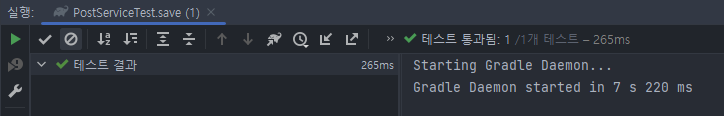 실행: PostServiceTest.save (1)
테스트 통과됨: 1 /1개 테스트 – 265ms
테스트 결과 265ms
Starting Gradle Daemon...
Gradle Daemon started in 7 s 220 ms